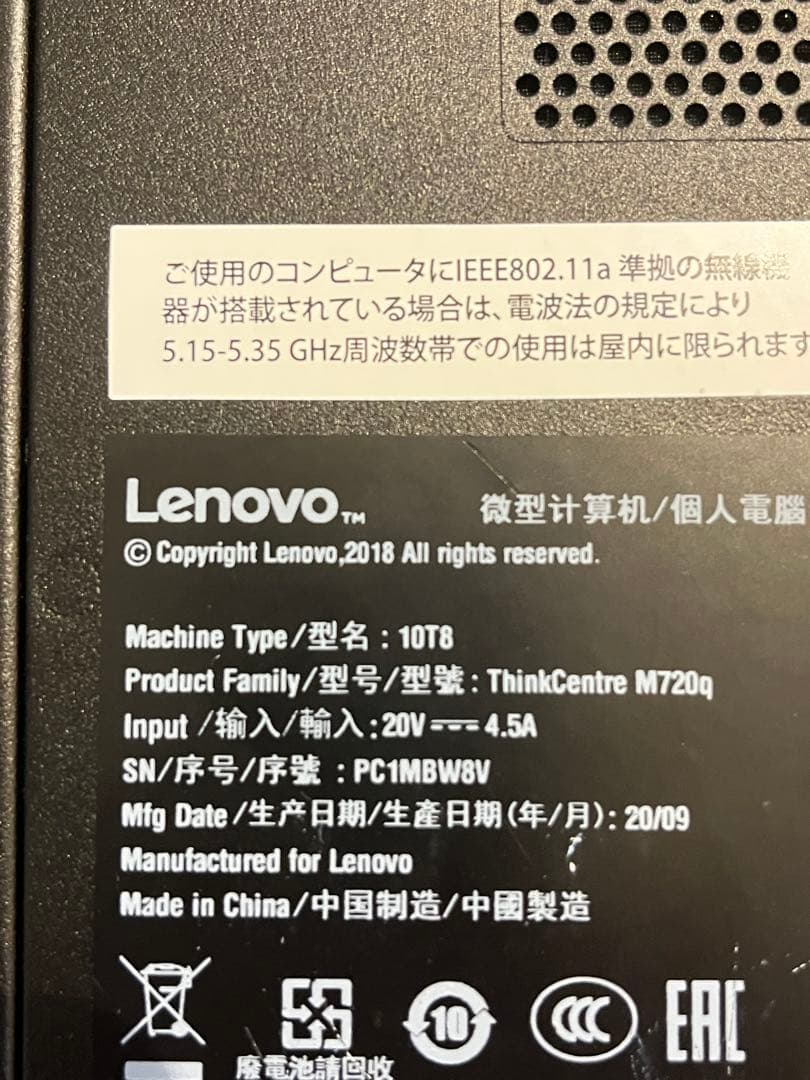 ご使用のコンピュータにIEEE802.11a 準拠の無線機
器が搭載されている場合は、電波法の規定により
5.15-5.35 GHz周波数帯での使用は屋内に限られます
Lenovo™ 微型计算机/個人電腦
© Copyright Lenovo,2018 All rights reserved.
Machine Type/型名 : 10T8
Product Family/型号/型號 : ThinkCentre M720q
Input /输入/輸入 : 20V⎓4.5A
SN/序号/序號 : PC1MBW8V
Mfg Date/生产日期/生產日期(年/月): 20/09
Manufactured for Lenovo
Made in China/中国制造/中國製造
10 CCC EAC
廢電池請回收